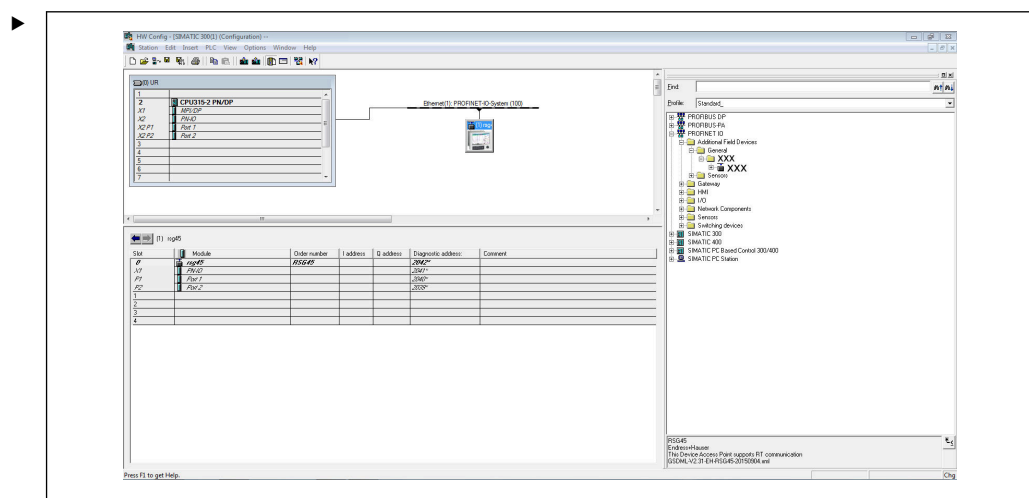 HW Config - [SIMATIC 300(1) (Configuration) --
Station Edit Insert PLC View Options Window Help
(0) UR
1
2 CPU315-2 PN/DP
X1 MPI/DP
X2 PN-IO
X2 P1 Port 1
X2 P2 Port 2
3
4
5
6
7
Ethernet(1): PROFINET-IO-System (100)
(1) rsg
(1) rsg45
Slot Module Order number I address Q address Diagnostic address: Comment
0 rsg45 RSG45 2042*
X1 PN-IO 2041*
P1 Port 1 2040*
P2 Port 2 2039*
1
2
3
4
Find:
Profile: Standard_
PROFIBUS DP
PROFIBUS-PA
PROFINET IO
Additional Field Devices
General
XXX
XXX
Sensors
Gateway
HMI
I/O
Network Components
Sensors
Switching devices
SIMATIC 300
SIMATIC 400
SIMATIC PC Based Control 300/400
SIMATIC PC Station
RSG45
Endress+Hauser
This Device Access Point supports RT communication
GSDML-V2.31-EH-RSG45-20150904.xml
Press F1 to get Help.
Chg